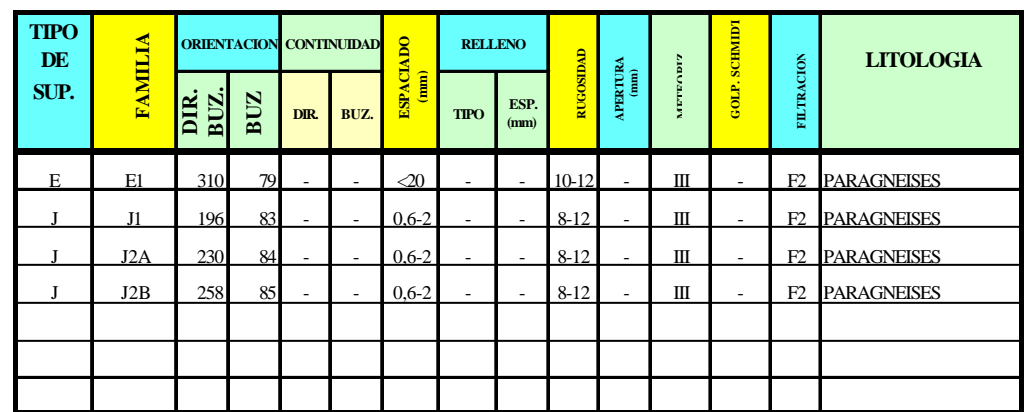 TIPO DE SUP. FAMILIA ORIENTACION CONTINUIDAD ESPACIADO (mm) RELLENO RUGOSIDAD APERTURA (mm) METEORIZ GOLP. SCHMIDT FILTRACION LITOLOGIA
DIR. BUZ. BUZ DIR. BUZ. TIPO ESP. (mm)
E E1 310 79 - - <20 - - 10-12 - III - F2 PARAGNEISES
J J1 196 83 - - 0,6-2 - - 8-12 - III - F2 PARAGNEISES
J J2A 230 84 - - 0,6-2 - - 8-12 - III - F2 PARAGNEISES
J J2B 258 85 - - 0,6-2 - - 8-12 - III - F2 PARAGNEISES